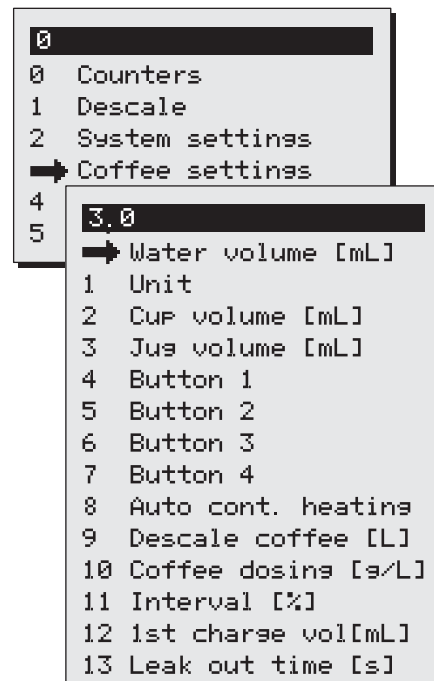 0
0 Counters
1 Descale
2 System settings
Coffee settings
4
5
3.0
Water volume [mL]
1 Unit
2 Cup volume [mL]
3 Jug volume [mL]
4 Button 1
5 Button 2
6 Button 3
7 Button 4
8 Auto cont. heating
9 Descale coffee [L]
10 Coffee dosing [g/L]
11 Interval [%]
12 1st charge vol[mL]
13 Leak out time [s]